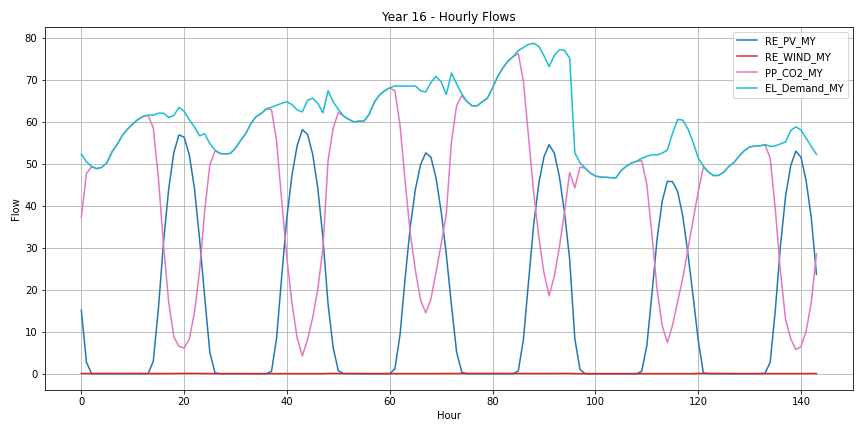 Year 16 - Hourly Flows
RE_PV_MY
RE_WIND_MY
PP_CO2_MY
EL_Demand_MY
80
70
60
50
40
30
20
10
0
Flow
0 20 40 60 80 100 120 140
Hour